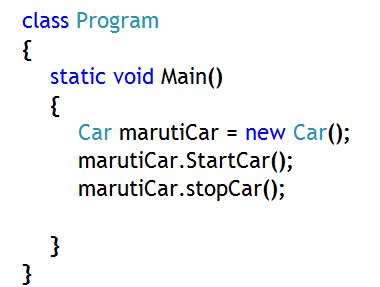 class Program
{
static void Main()
{
Car marutiCar = new Car();
marutiCar.StartCar();
marutiCar.stopCar();
}
}